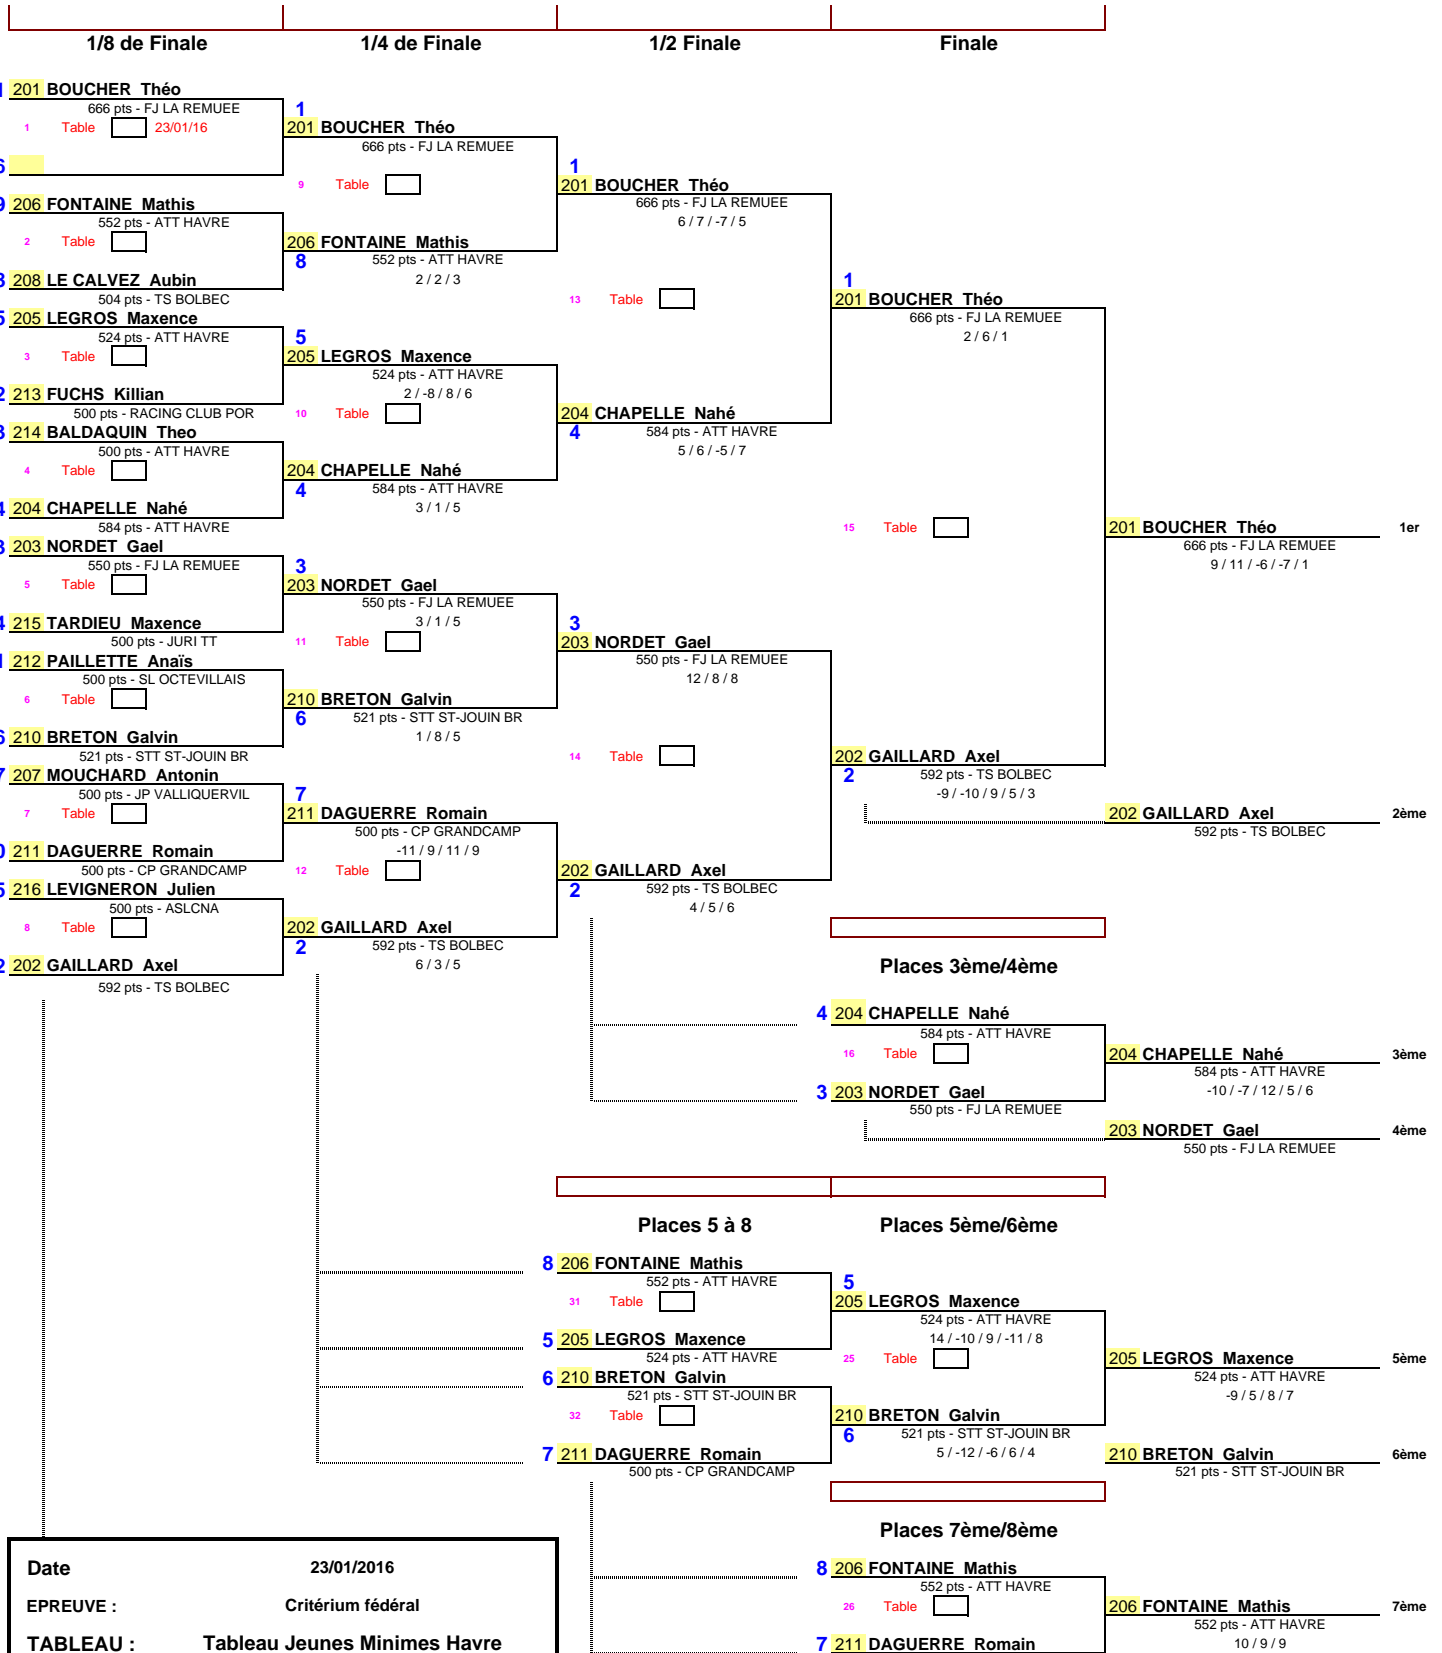 1/8 de Finale 1/4 de Finale 1/2 Finale Finale
201 BOUCHER Théo
666 pts - FJ LA REMUEE
1 Table 23/01/16
6
9 206 FONTAINE Mathis
552 pts - ATT HAVRE
2 Table
8 208 LE CALVEZ Aubin
504 pts - TS BOLBEC
5 205 LEGROS Maxence
524 pts - ATT HAVRE
3 Table
2 213 FUCHS Killian
500 pts - RACING CLUB POR
3 214 BALDAQUIN Theo
500 pts - ATT HAVRE
4 Table
4 204 CHAPELLE Nahé
584 pts - ATT HAVRE
3 203 NORDET Gael
550 pts - FJ LA REMUEE
5 Table
4 215 TARDIEU Maxence
500 pts - JURI TT
212 PAILLETTE Anaïs
500 pts - SL OCTEVILLAIS
6 Table
6 210 BRETON Galvin
521 pts - STT ST-JOUIN BR
7 207 MOUCHARD Antonin
500 pts - JP VALLIQUERVIL
7 Table
0 211 DAGUERRE Romain
500 pts - CP GRANDCAMP
5 216 LEVIGNERON Julien
500 pts - ASLCNA
8 Table
2 202 GAILLARD Axel
592 pts - TS BOLBEC
1
201 BOUCHER Théo
666 pts - FJ LA REMUEE
9 Table
206 FONTAINE Mathis
8 552 pts - ATT HAVRE
2 / 2 / 3
5
205 LEGROS Maxence
524 pts - ATT HAVRE
2 / -8 / 8 / 6
10 Table
204 CHAPELLE Nahé
4 584 pts - ATT HAVRE
3 / 1 / 5
3
203 NORDET Gael
550 pts - FJ LA REMUEE
3 / 1 / 5
11 Table
210 BRETON Galvin
6 521 pts - STT ST-JOUIN BR
1 / 8 / 5
7
211 DAGUERRE Romain
500 pts - CP GRANDCAMP
-11 / 9 / 11 / 9
12 Table
202 GAILLARD Axel
2 592 pts - TS BOLBEC
6 / 3 / 5
1
201 BOUCHER Théo
666 pts - FJ LA REMUEE
6 / 7 / -7 / 5
13 Table
204 CHAPELLE Nahé
4 584 pts - ATT HAVRE
5 / 6 / -5 / 7
3
203 NORDET Gael
550 pts - FJ LA REMUEE
12 / 8 / 8
14 Table
202 GAILLARD Axel
2 592 pts - TS BOLBEC
4 / 5 / 6
1
201 BOUCHER Théo
666 pts - FJ LA REMUEE
2 / 6 / 1
15 Table
202 GAILLARD Axel
2 592 pts - TS BOLBEC
-9 / -10 / 9 / 5 / 3
201 BOUCHER Théo 1er
666 pts - FJ LA REMUEE
9 / 11 / -6 / -7 / 1
202 GAILLARD Axel 2ème
592 pts - TS BOLBEC
Places 3ème/4ème
4 204 CHAPELLE Nahé
584 pts - ATT HAVRE
16 Table
3 203 NORDET Gael
550 pts - FJ LA REMUEE
204 CHAPELLE Nahé 3ème
584 pts - ATT HAVRE
-10 / -7 / 12 / 5 / 6
203 NORDET Gael 4ème
550 pts - FJ LA REMUEE
Places 5 à 8 Places 5ème/6ème
8 206 FONTAINE Mathis
552 pts - ATT HAVRE
31 Table
5 205 LEGROS Maxence
524 pts - ATT HAVRE
6 210 BRETON Galvin
521 pts - STT ST-JOUIN BR
32 Table
7 211 DAGUERRE Romain
500 pts - CP GRANDCAMP
5
205 LEGROS Maxence
524 pts - ATT HAVRE
14 / -10 / 9 / -11 / 8
25 Table
210 BRETON Galvin
6 521 pts - STT ST-JOUIN BR
5 / -12 / -6 / 6 / 4
205 LEGROS Maxence 5ème
524 pts - ATT HAVRE
-9 / 5 / 8 / 7
210 BRETON Galvin 6ème
521 pts - STT ST-JOUIN BR
Places 7ème/8ème
8 206 FONTAINE Mathis
552 pts - ATT HAVRE
26 Table
7 211 DAGUERRE Romain
206 FONTAINE Mathis 7ème
552 pts - ATT HAVRE
10 / 9 / 9
Date 23/01/2016
EPREUVE : Critérium fédéral
TABLEAU : Tableau Jeunes Minimes Havre